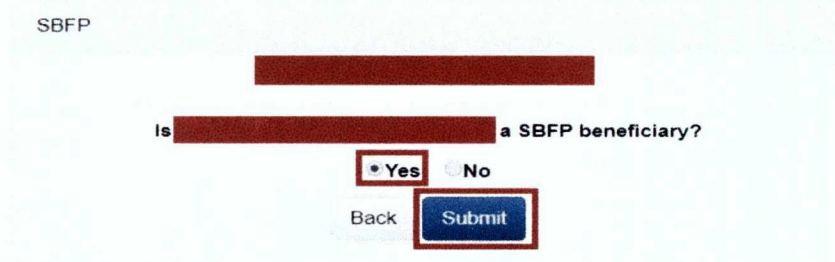 SBFP
Is a SBFP beneficiary?
Yes No
Back Submit